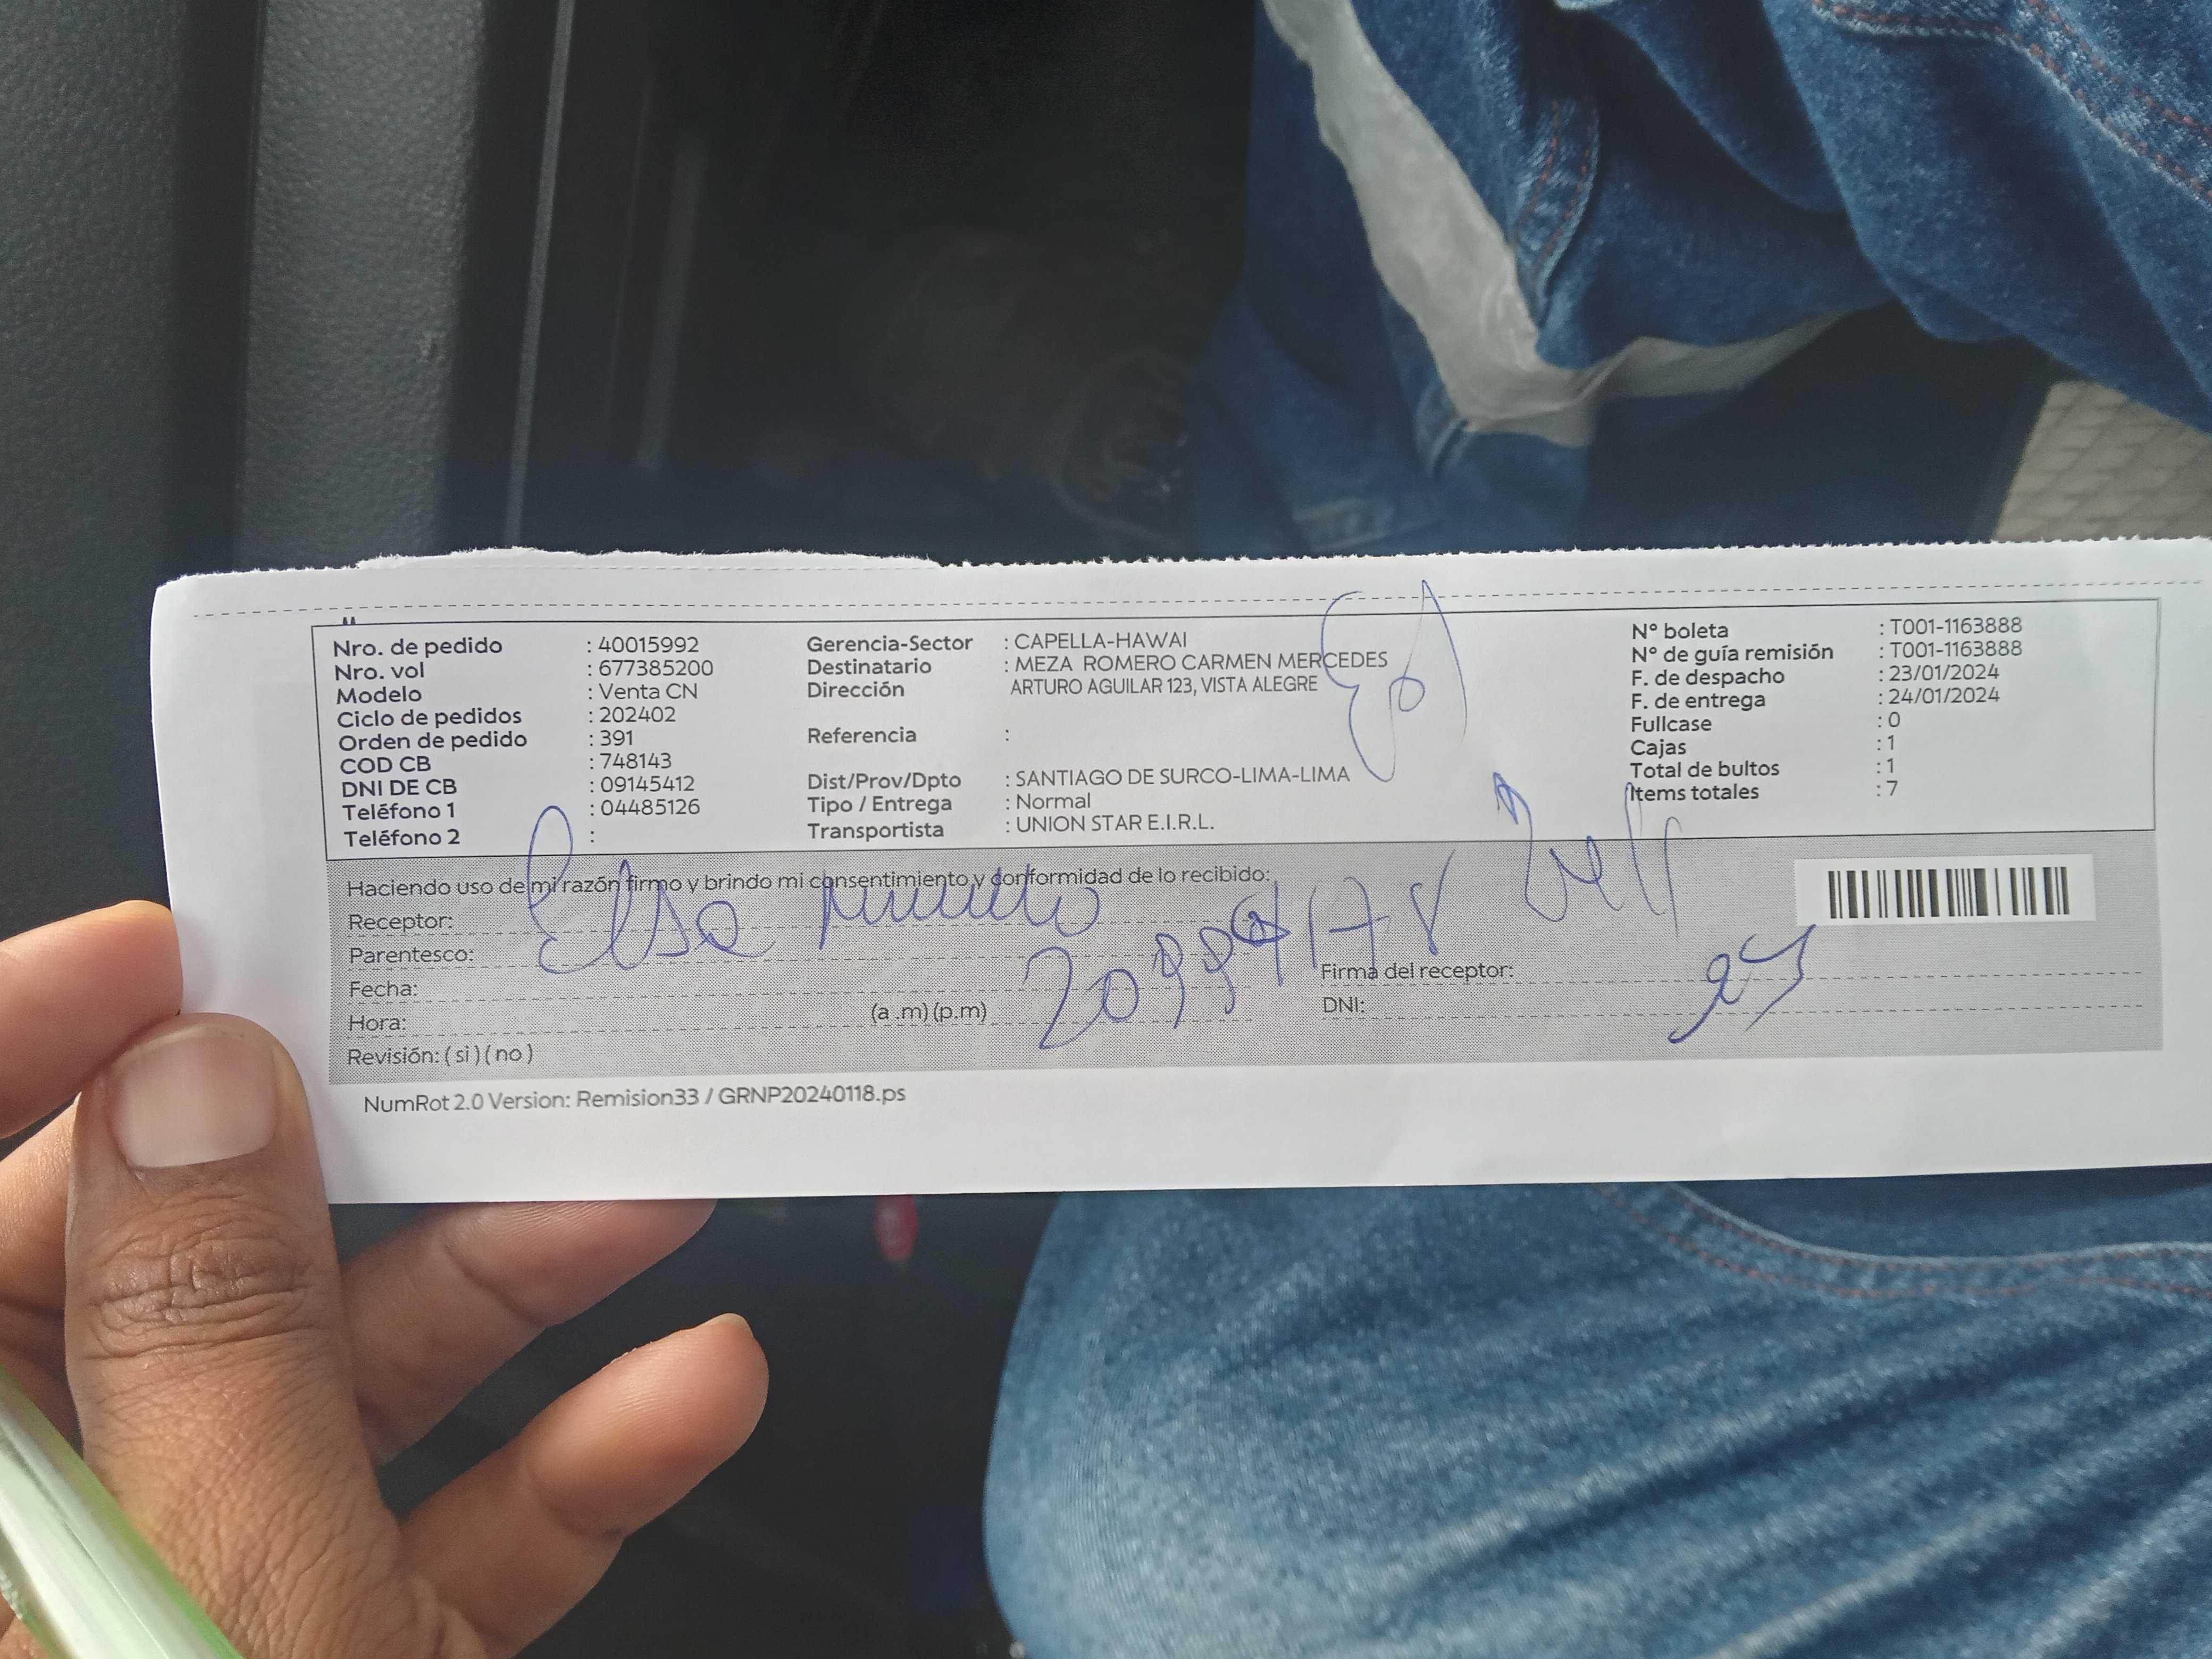 Nro. de pedido : 40015992
Nro. vol : 677385200
Modelo : Venta CN
Ciclo de pedidos : 202402
Orden de pedido : 391
COD CB : 748143
DNI DE CB : 09145412
Teléfono 1 : 04485126
Teléfono 2 :
Gerencia-Sector : CAPELLA-HAWAI
Destinatario : MEZA ROMERO CARMEN MERCEDES
Dirección ARTURO AGUILAR 123, VISTA ALEGRE
Referencia :
Dist/Prov/Dpto : SANTIAGO DE SURCO-LIMA-LIMA
Tipo / Entrega : Normal
Transportista : UNION STAR E.I.R.L.
N° boleta : T001-1163888
N° de guía remisión : T001-1163888
F. de despacho : 23/01/2024
F. de entrega : 24/01/2024
Fullcase : 0
Cajas : 1
Total de bultos : 1
Items totales : 7
Haciendo uso de mi razón firmo y brindo mi consentimiento y conformidad de lo recibido:
Receptor: Elsa
Parentesco:
Fecha:
Hora: (a .m) (p.m)
Revisión: ( si ) ( no )
Firma del receptor:
DNI:
NumRot 2.0 Version: Remision33 / GRNP20240118.ps